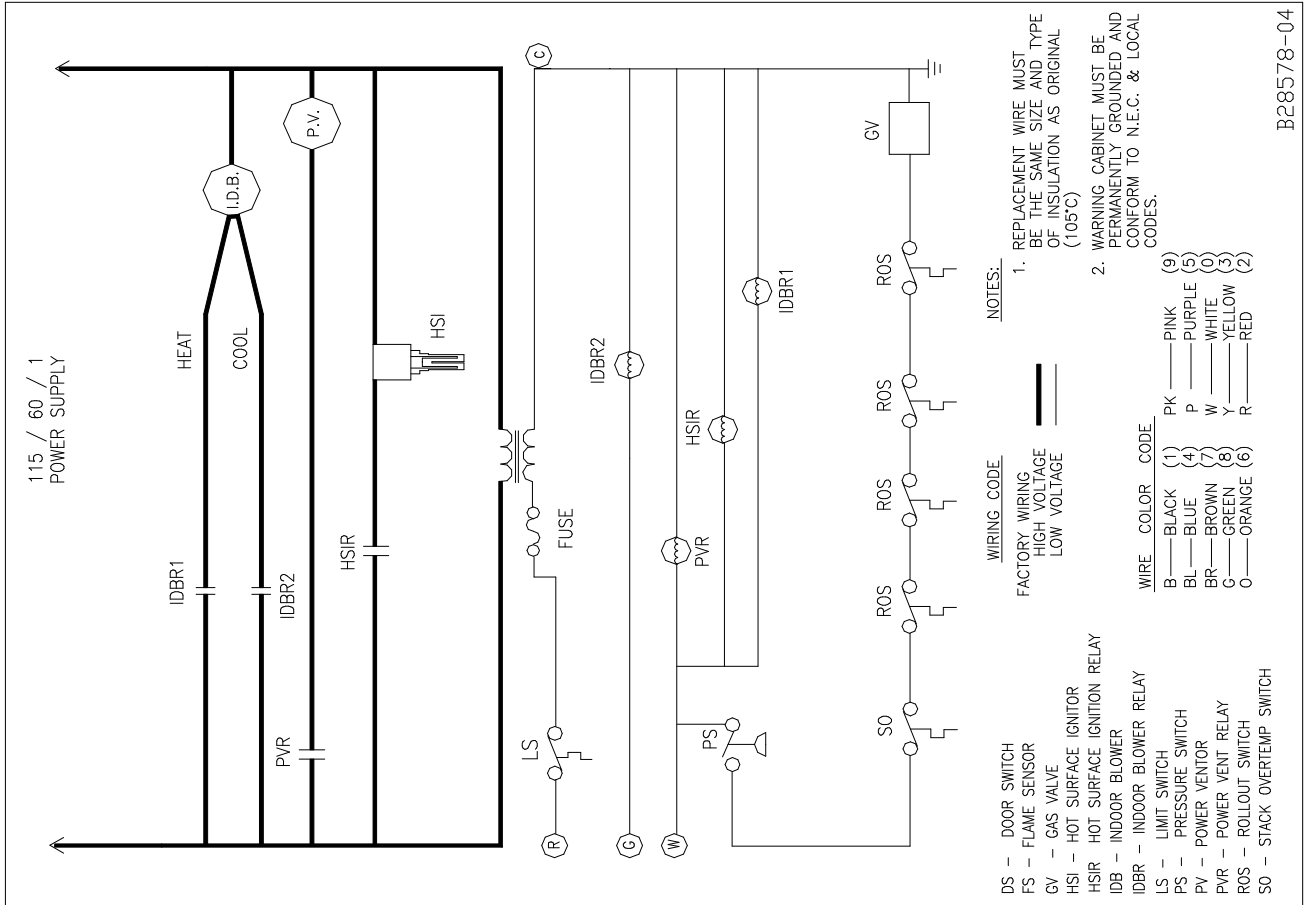 115 / 60 / 1
POWER SUPPLY
IDBR1
HEAT
IDBR2
COOL
I.D.B.
PVR
P.V.
HSIR
HSI
FUSE
C
R
LS
G
IDBR2
W
PVR
PS
HSIR
IDBR1
SO
ROS
ROS
ROS
ROS
GV
DS - DOOR SWITCH
FS - FLAME SENSOR
GV - GAS VALVE
HSI - HOT SURFACE IGNITOR
HSIR HOT SURFACE IGNITION RELAY
IDB - INDOOR BLOWER
IDBR - INDOOR BLOWER RELAY
LS - LIMIT SWITCH
PS - PRESSURE SWITCH
PV - POWER VENTOR
PVR - POWER VENT RELAY
ROS - ROLLOUT SWITCH
SO - STACK OVERTEMP SWITCH
WIRING CODE
FACTORY WIRING
HIGH VOLTAGE
LOW VOLTAGE
WIRE COLOR CODE
B BLACK (1) PK PINK (9)
BL BLUE (4) P PURPLE (5)
BR BROWN (7) W WHITE (0)
G GREEN (8) Y YELLOW (3)
O ORANGE (6) R RED (2)
NOTES:
1. REPLACEMENT WIRE MUST
BE THE SAME SIZE AND TYPE
OF INSULATION AS ORIGINAL
(105°C)
2. WARNING CABINET MUST BE
PERMANENTLY GROUNDED AND
CONFORM TO N.E.C. & LOCAL
CODES.
B28578-04